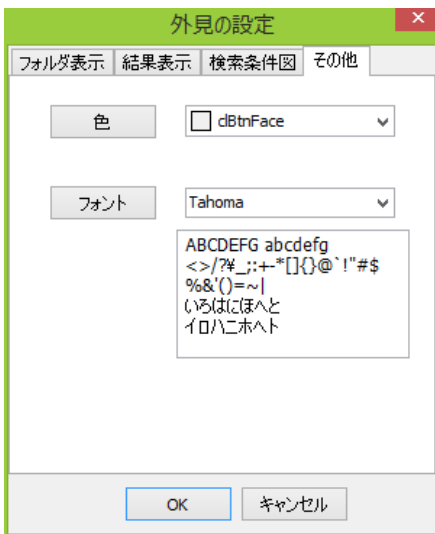 外見の設定
フォルダ表示 結果表示 検索条件図 その他
色 clBtnFace
フォント Tahoma
ABCDEFG abcdefg
<>/?¥_;:+-*[]{}@`!"#$
%&'()=~|
いろはにほへと
イロハニホヘト
OK キャンセル